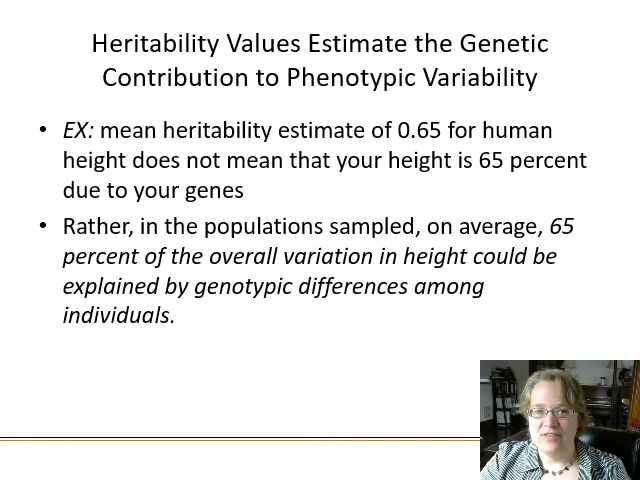 Heritability Values Estimate the Genetic
Contribution to Phenotypic Variability
• EX: mean heritability estimate of 0.65 for human
height does not mean that your height is 65 percent
due to your genes
• Rather, in the populations sampled, on average, 65
percent of the overall variation in height could be
explained by genotypic differences among
individuals.